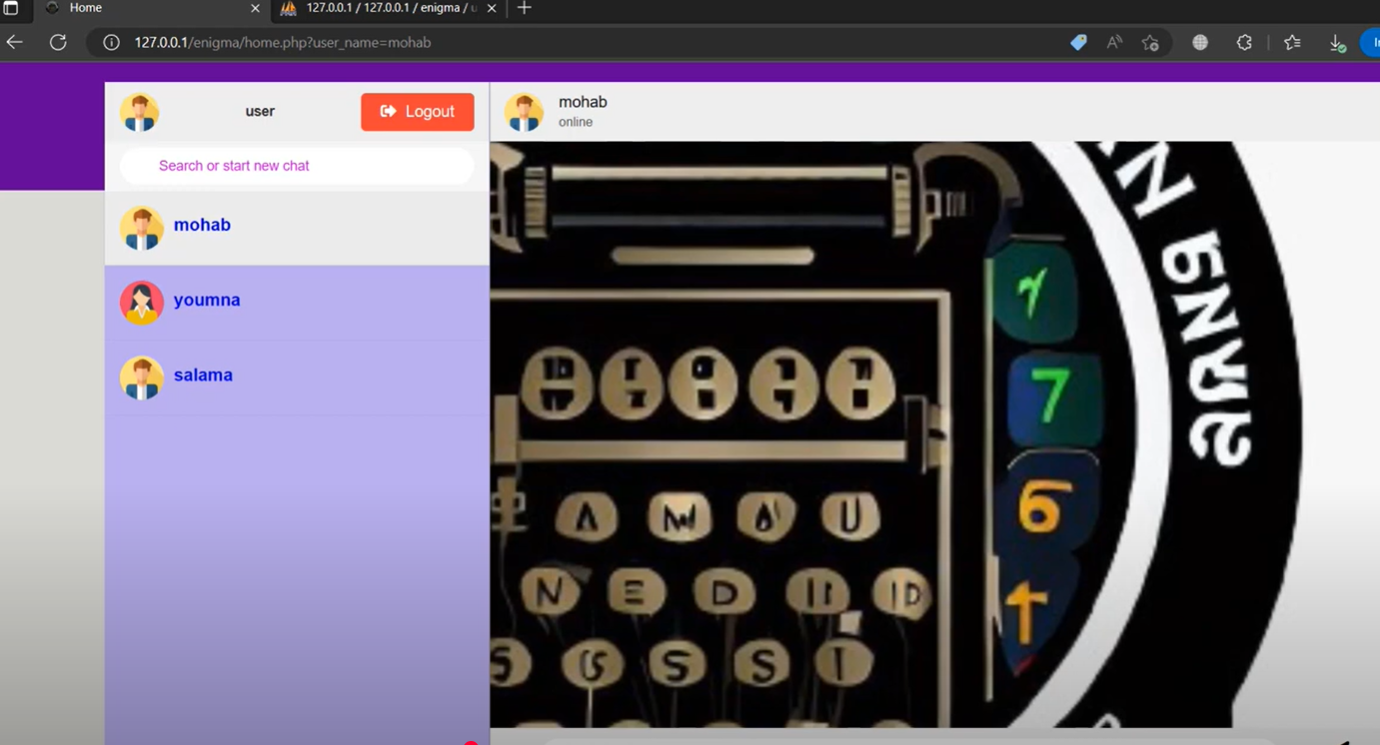 Home
127.0.0.1 / 127.0.0.1 / enigma /
127.0.0.1/enigma/home.php?user_name=mohab
user
Logout
mohab
online
Search or start new chat
mohab
youmna
salama
7
6
U
N E D
S S